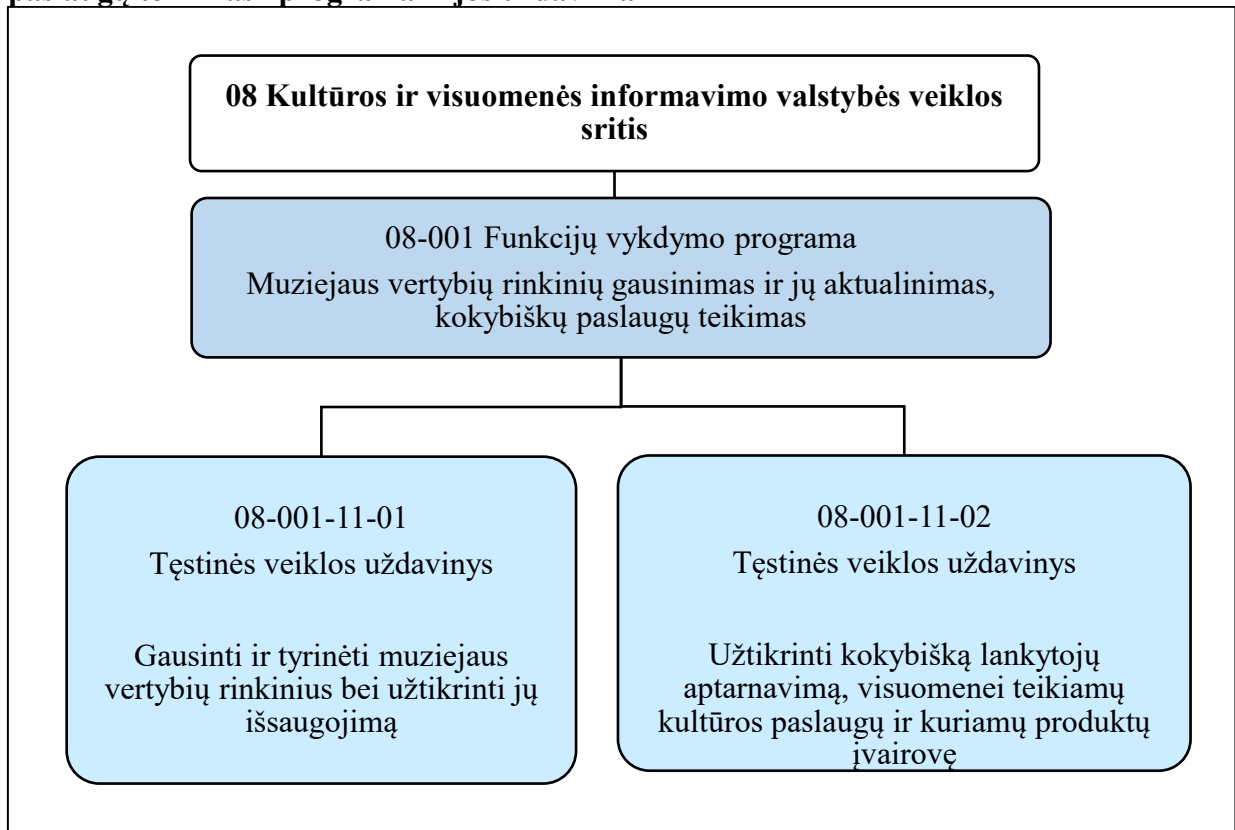 08 Kultūros ir visuomenės informavimo valstybės veiklos
sritis
08-001 Funkcijų vykdymo programa
Muziejaus vertybių rinkinių gausinimas ir jų aktualinimas,
kokybiškų paslaugų teikimas
08-001-11-01
Tęstinės veiklos uždavinys
Gausinti ir tyrinėti muziejaus
vertybių rinkinius bei užtikrinti jų
išsaugojimą
08-001-11-02
Tęstinės veiklos uždavinys
Užtikrinti kokybišką lankytojų
aptarnavimą, visuomenei teikiamų
kultūros paslaugų ir kuriamų produktų
įvairovę